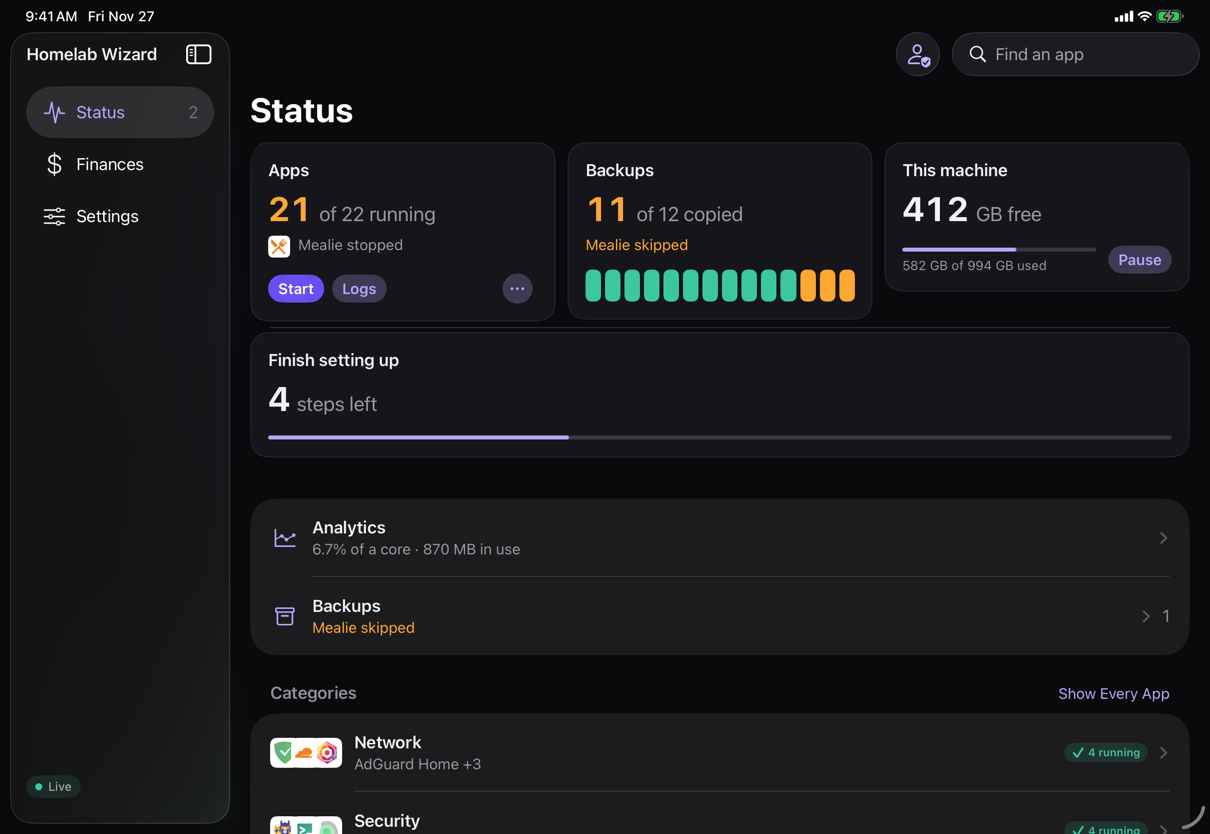 9:41 AM Fri Nov 27
Homelab Wizard
Status 2
Finances
Settings
Live
Find an app
Status
Apps
21 of 22 running
Mealie stopped
Start Logs
Backups
11 of 12 copied
Mealie skipped
This machine
412 GB free
582 GB of 994 GB used
Pause
Finish setting up
4 steps left
Analytics
6.7% of a core · 870 MB in use
Backups
Mealie skipped
1
Categories
Show Every App
Network
AdGuard Home +3
4 running
Security
4 running